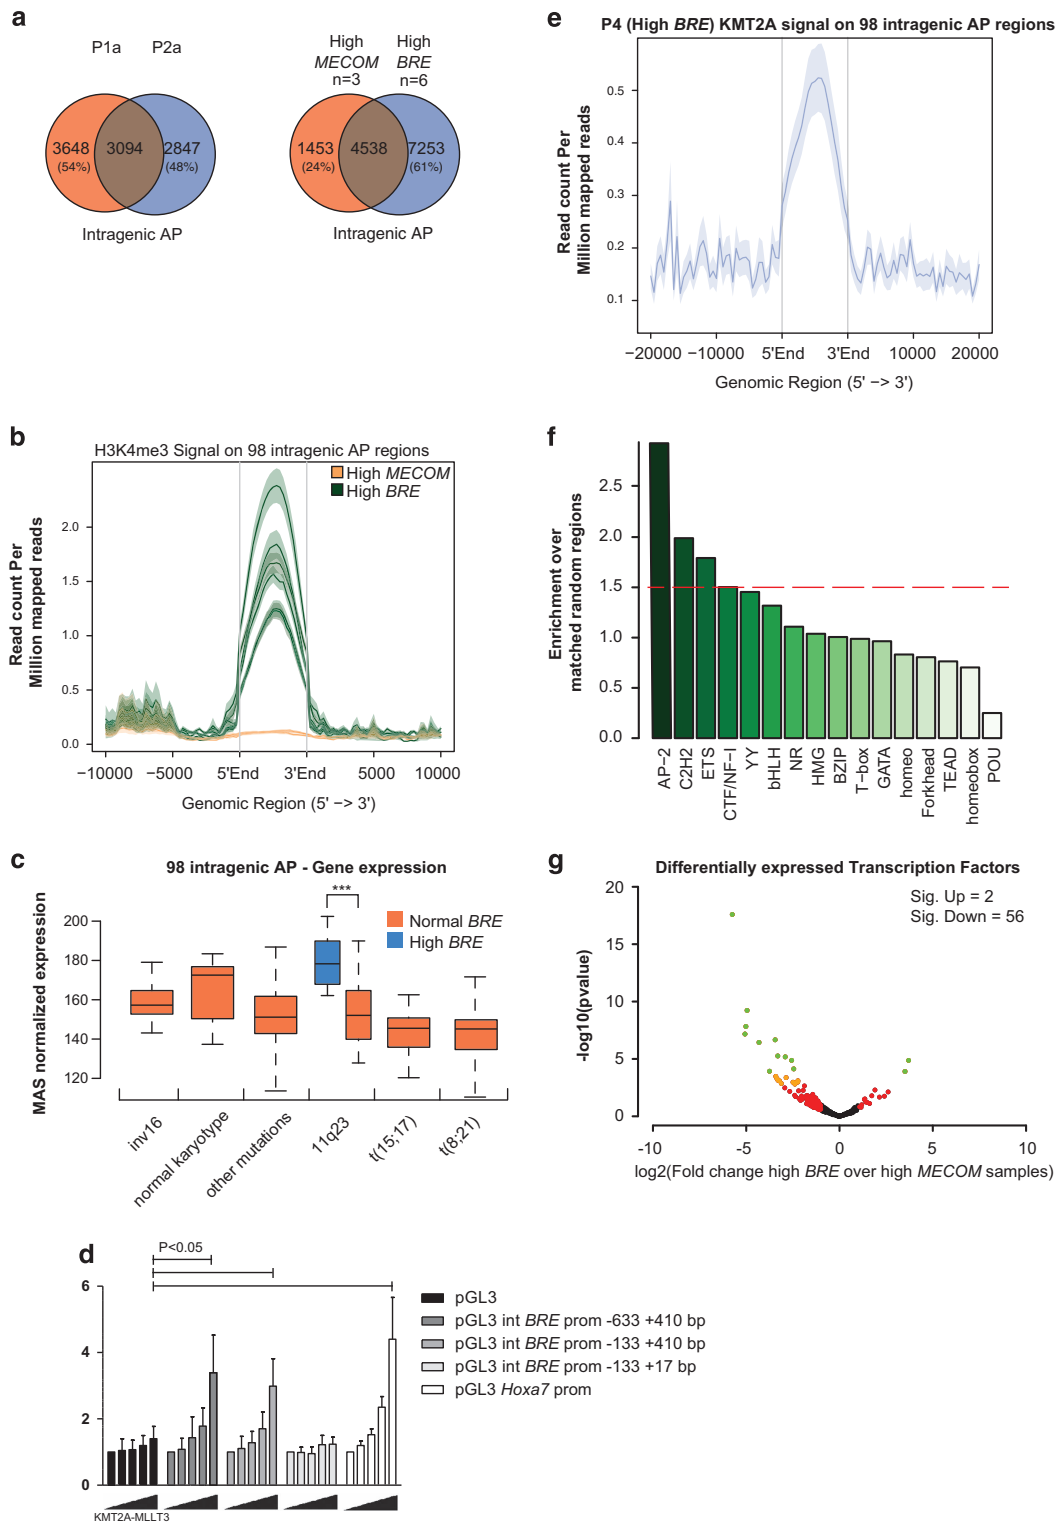 a
P1a P2a
3648 3094 2847
(54%) (48%)
Intragenic AP
High High
MECOM BRE
n=3 n=6
1453 4538 7253
(24%) (61%)
Intragenic AP
b
H3K4me3 Signal on 98 intragenic AP regions
High MECOM
High BRE
Read count Per
Million mapped reads
2.0
1.5
1.0
0.5
0.0
−10000 −5000 5'End 3'End 5000 10000
Genomic Region (5' −> 3')
c
98 intragenic AP - Gene expression
MAS normalized expression
200
180
160
140
120
***
Normal BRE
High BRE
inv16
normal karyotype
other mutations
11q23
t(15;17)
t(8;21)
d
P<0.05
6
4
2
0
KMT2A-MLLT3
pGL3
pGL3 int BRE prom -633 +410 bp
pGL3 int BRE prom -133 +410 bp
pGL3 int BRE prom -133 +17 bp
pGL3 Hoxa7 prom
e
P4 (High BRE) KMT2A signal on 98 intragenic AP regions
Read count Per
Million mapped reads
0.5
0.4
0.3
0.2
0.1
−20000 −10000 5'End 3'End 10000 20000
Genomic Region (5' −> 3')
f
Enrichment over
matched random regions
2.5
2.0
1.5
1.0
0.5
0.0
AP−2
C2H2
ETS
CTF/NF−I
YY
bHLH
NR
HMG
BZIP
T−box
GATA
homeo
Forkhead
TEAD
homeobox
POU
g
Differentially expressed Transcription Factors
Sig. Up = 2
Sig. Down = 56
-log10(pvalue)
20
15
10
5
0
-10 -5 0 5 10
log2(Fold change high BRE over high MECOM samples)